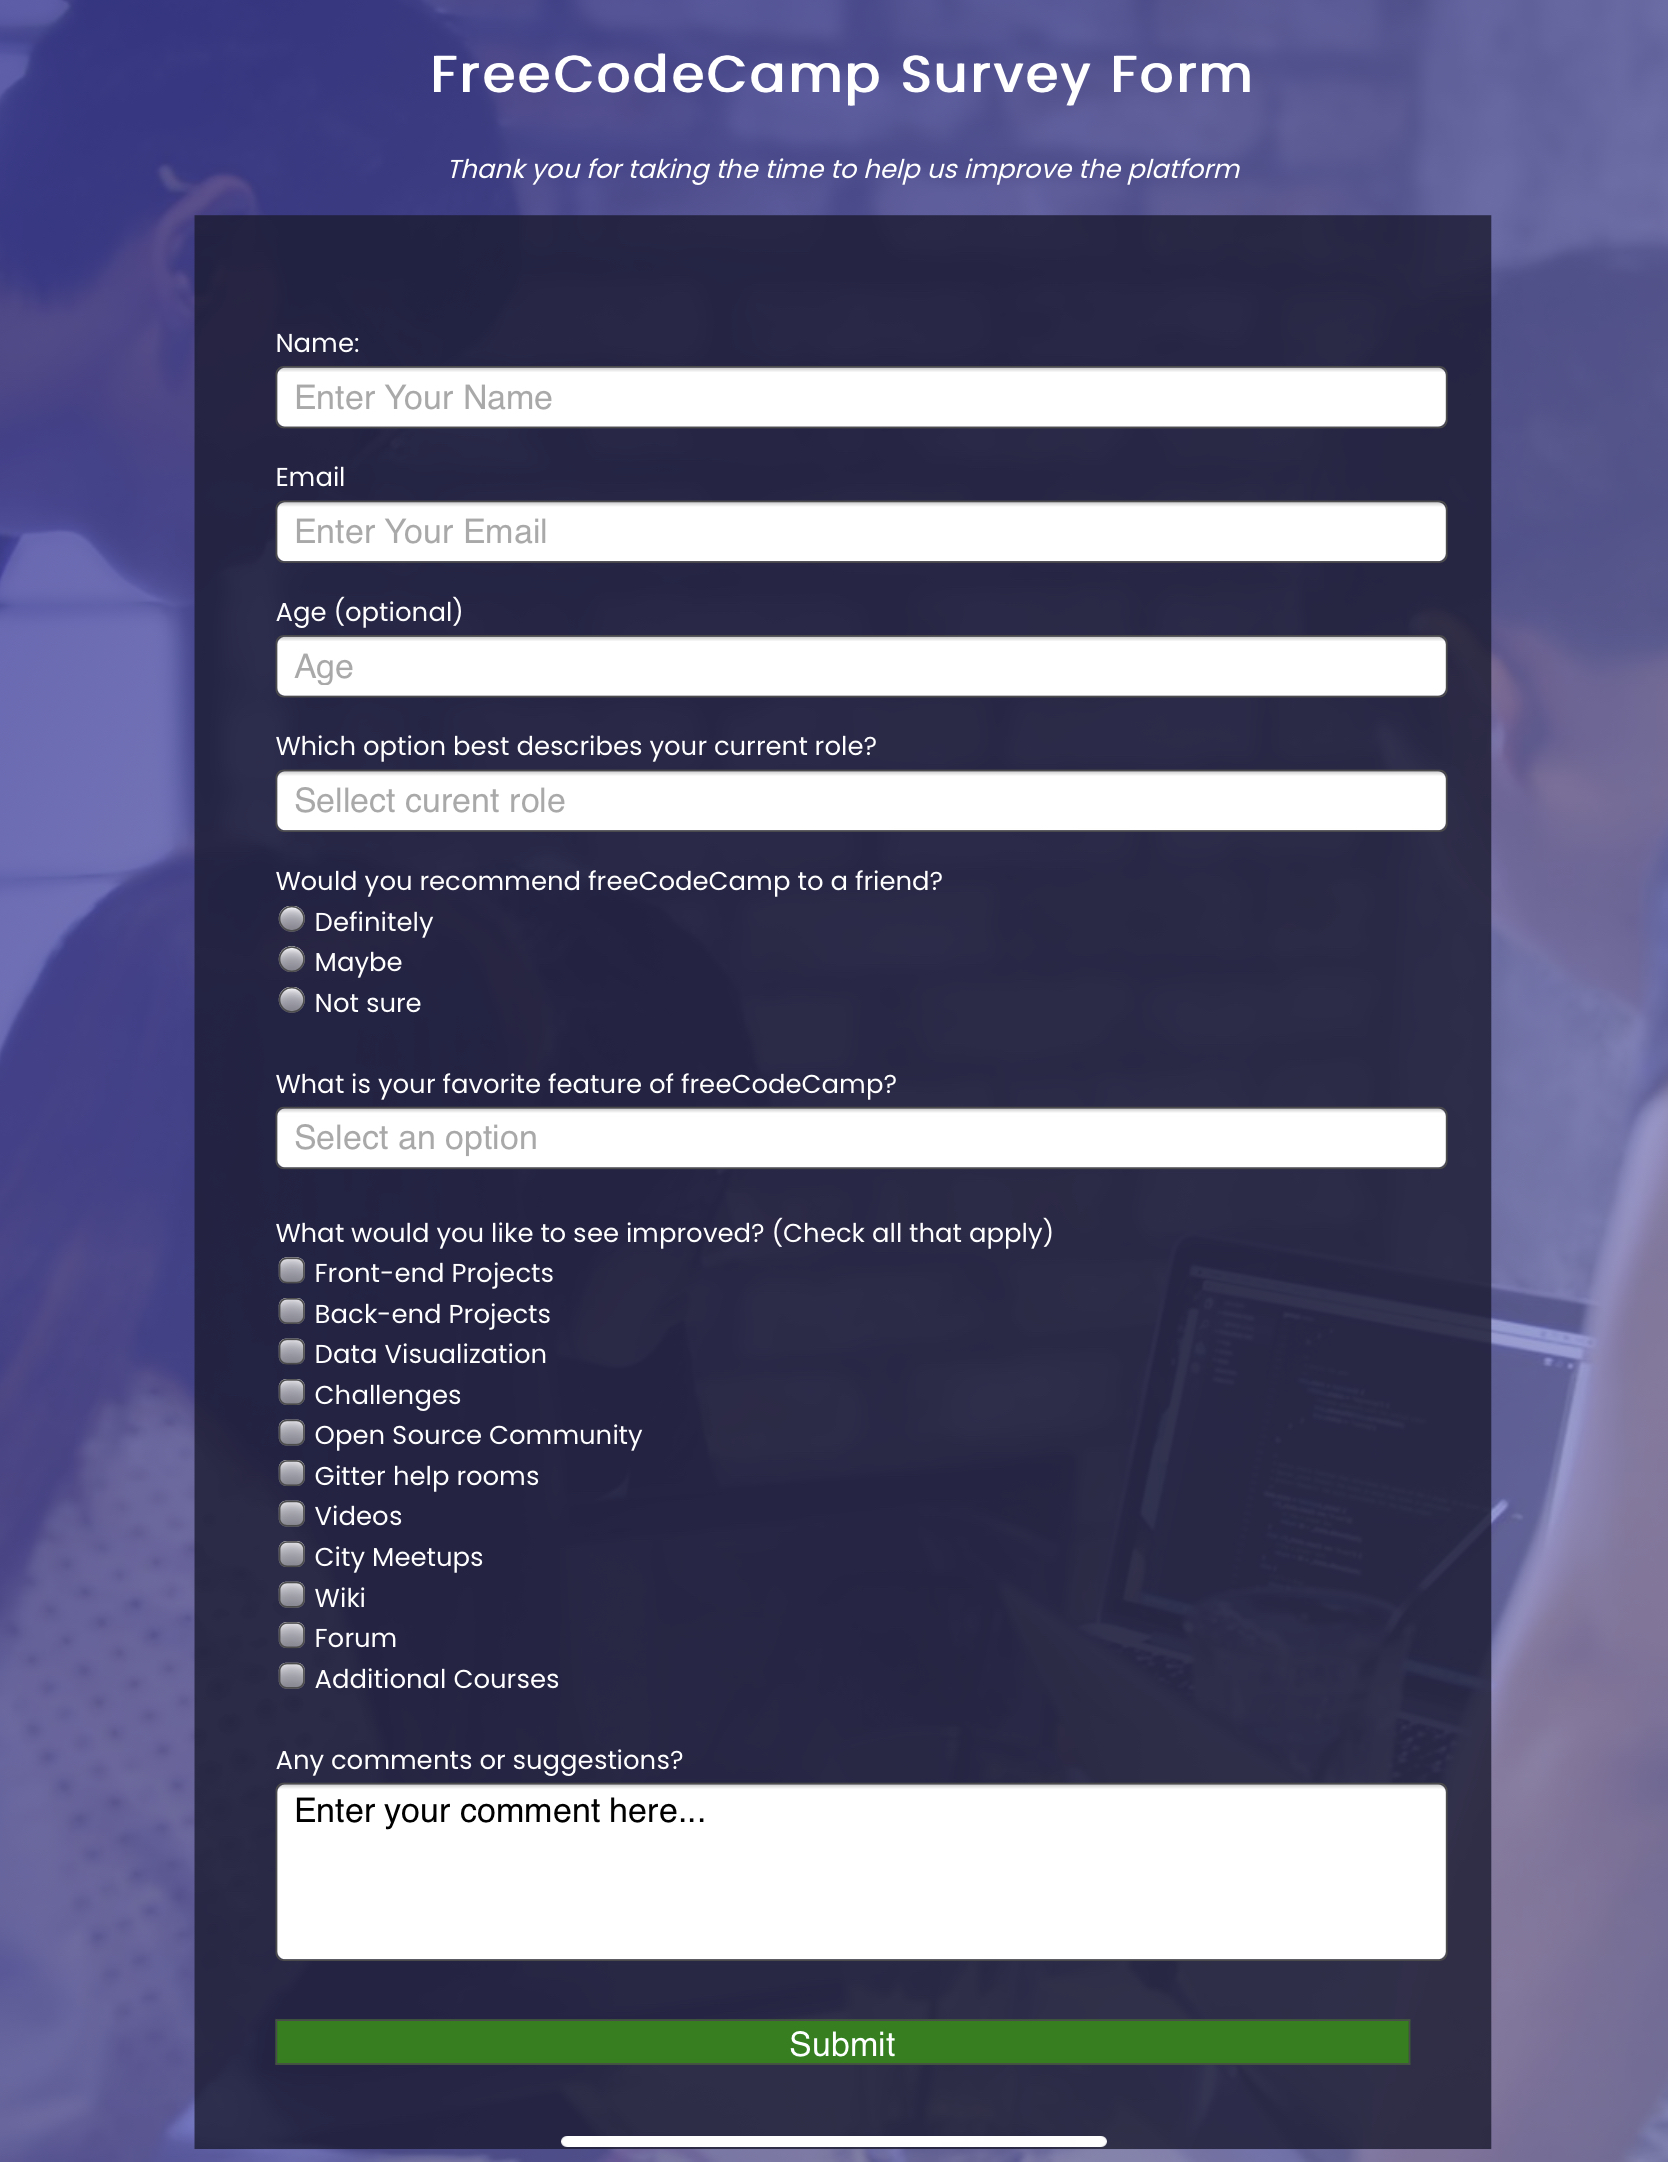 FreeCodeCamp Survey Form
Thank you for taking the time to help us improve the platform
Name:
Enter Your Name
Email
Enter Your Email
Age (optional)
Age
Which option best describes your current role?
Sellect curent role
Would you recommend freeCodeCamp to a friend?
Definitely
Maybe
Not sure
What is your favorite feature of freeCodeCamp?
Select an option
What would you like to see improved? (Check all that apply)
Front-end Projects
Back-end Projects
Data Visualization
Challenges
Open Source Community
Gitter help rooms
Videos
City Meetups
Wiki
Forum
Additional Courses
Any comments or suggestions?
Enter your comment here...
Submit